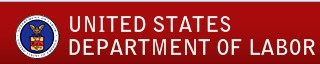 UNITED STATES
DEPARTMENT OF LABOR